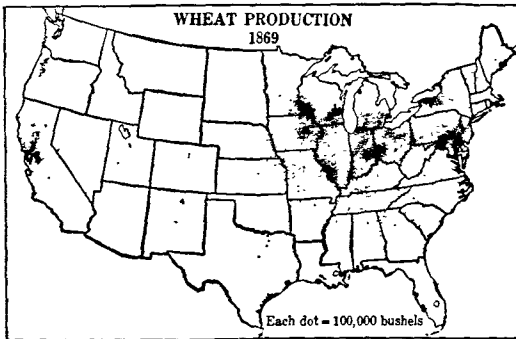 WHEAT PRODUCTION
1869
Each dot = 100,000 bushels